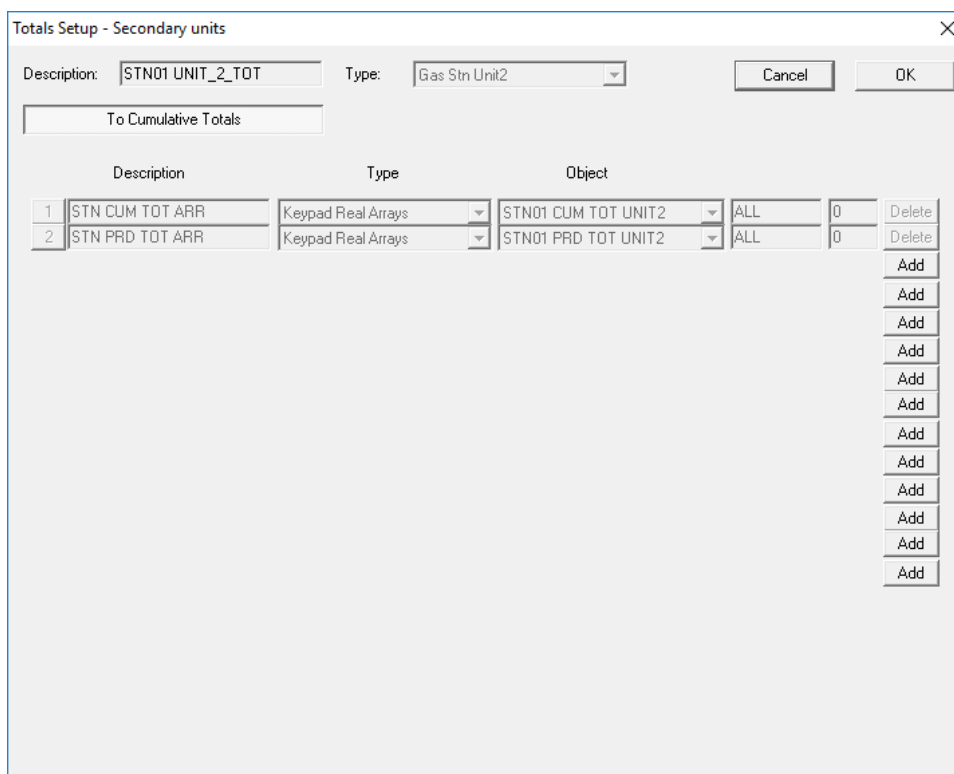 Totals Setup - Secondary units
Description: STN01 UNIT_2_TOT Type: Gas Stn Unit2 Cancel OK
To Cumulative Totals
Description Type Object
1 STN CUM TOT ARR Keypad Real Arrays STN01 CUM TOT UNIT2 ALL 0 Delete
2 STN PRD TOT ARR Keypad Real Arrays STN01 PRD TOT UNIT2 ALL 0 Delete
Add
Add
Add
Add
Add
Add
Add
Add
Add
Add
Add
Add